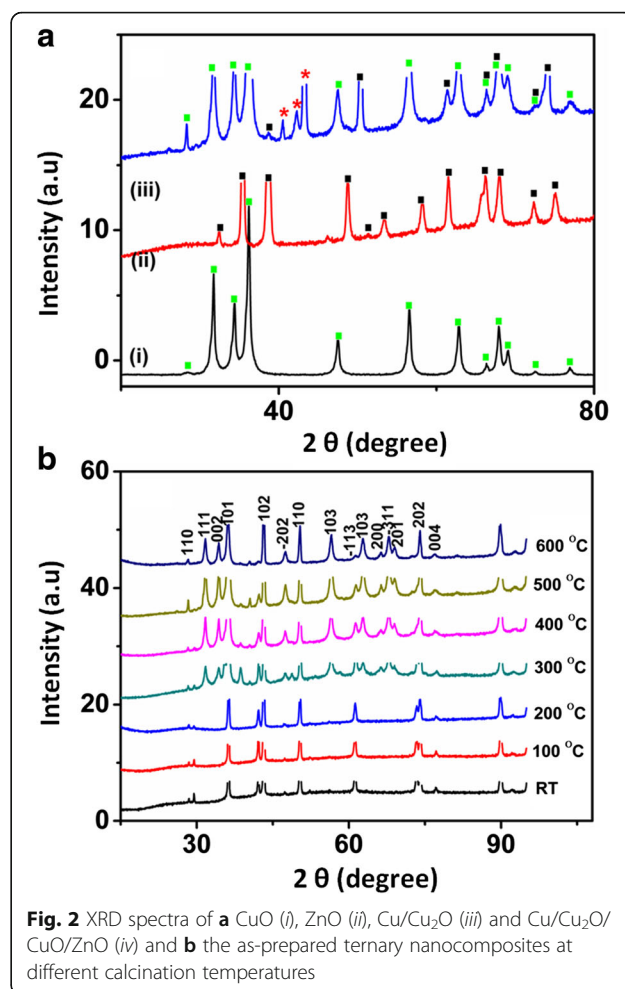 a
20
10
0
Intensity (a.u)
(iii)
(ii)
(i)
* * *
40
80
2 θ (degree)
b
60
40
20
0
Intensity (a.u)
110 111 002 101 102 -202 110 103 -113 103 200 311 201 202 004
600 °C
500 °C
400 °C
300 °C
200 °C
100 °C
RT
30
60
90
2 θ (degree)
Fig. 2 XRD spectra of a CuO (i), ZnO (ii), Cu/Cu₂O (iii) and Cu/Cu₂O/
CuO/ZnO (iv) and b the as-prepared ternary nanocomposites at
different calcination temperatures